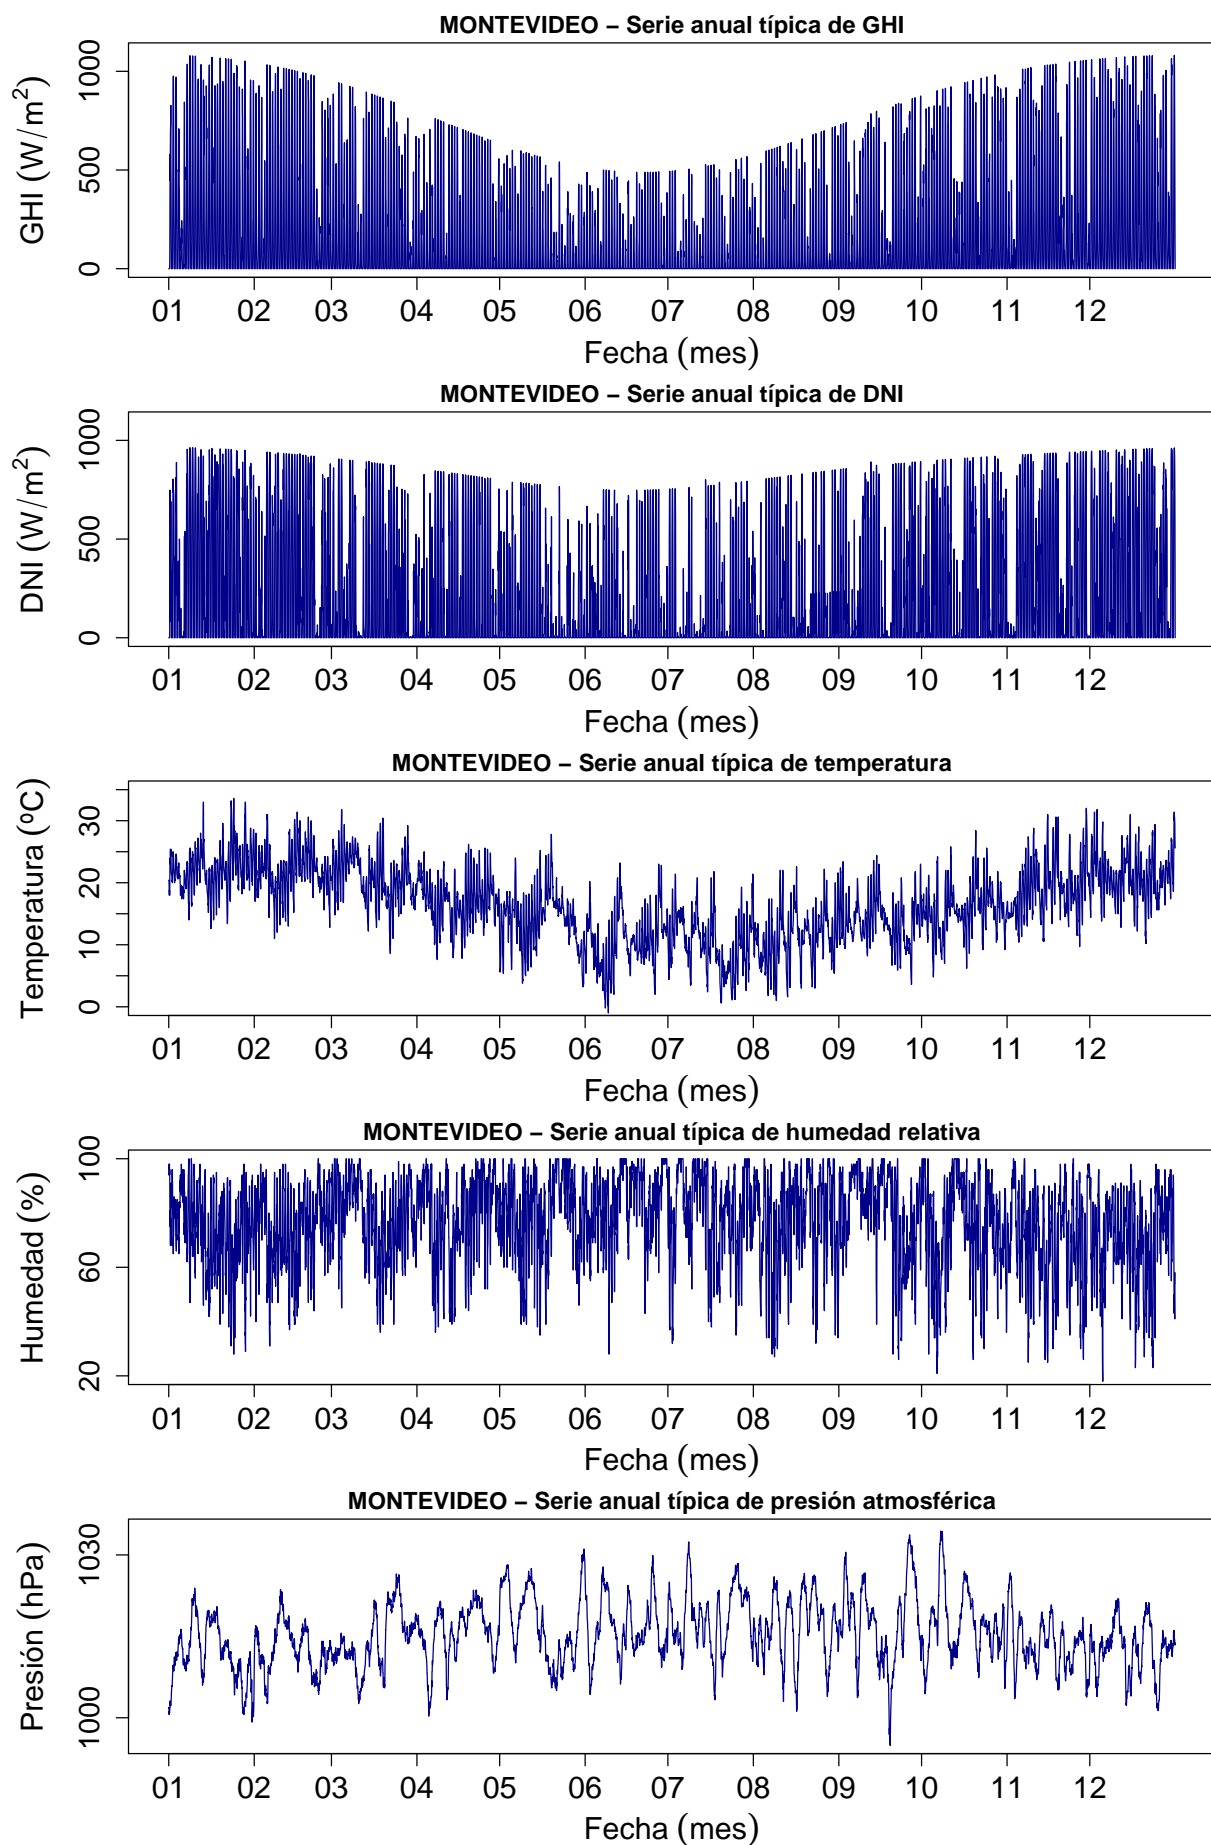 MONTEVIDEO − Serie anual típica de GHI
GHI (W/m²)
1000
500
0
01 02 03 04 05 06 07 08 09 10 11 12
Fecha (mes)
MONTEVIDEO − Serie anual típica de DNI
DNI (W/m²)
1000
500
0
01 02 03 04 05 06 07 08 09 10 11 12
Fecha (mes)
MONTEVIDEO − Serie anual típica de temperatura
Temperatura (ºC)
30
20
10
0
01 02 03 04 05 06 07 08 09 10 11 12
Fecha (mes)
MONTEVIDEO − Serie anual típica de humedad relativa
Humedad (%)
100
60
20
01 02 03 04 05 06 07 08 09 10 11 12
Fecha (mes)
MONTEVIDEO − Serie anual típica de presión atmosférica
Presión (hPa)
1030
1000
01 02 03 04 05 06 07 08 09 10 11 12
Fecha (mes)